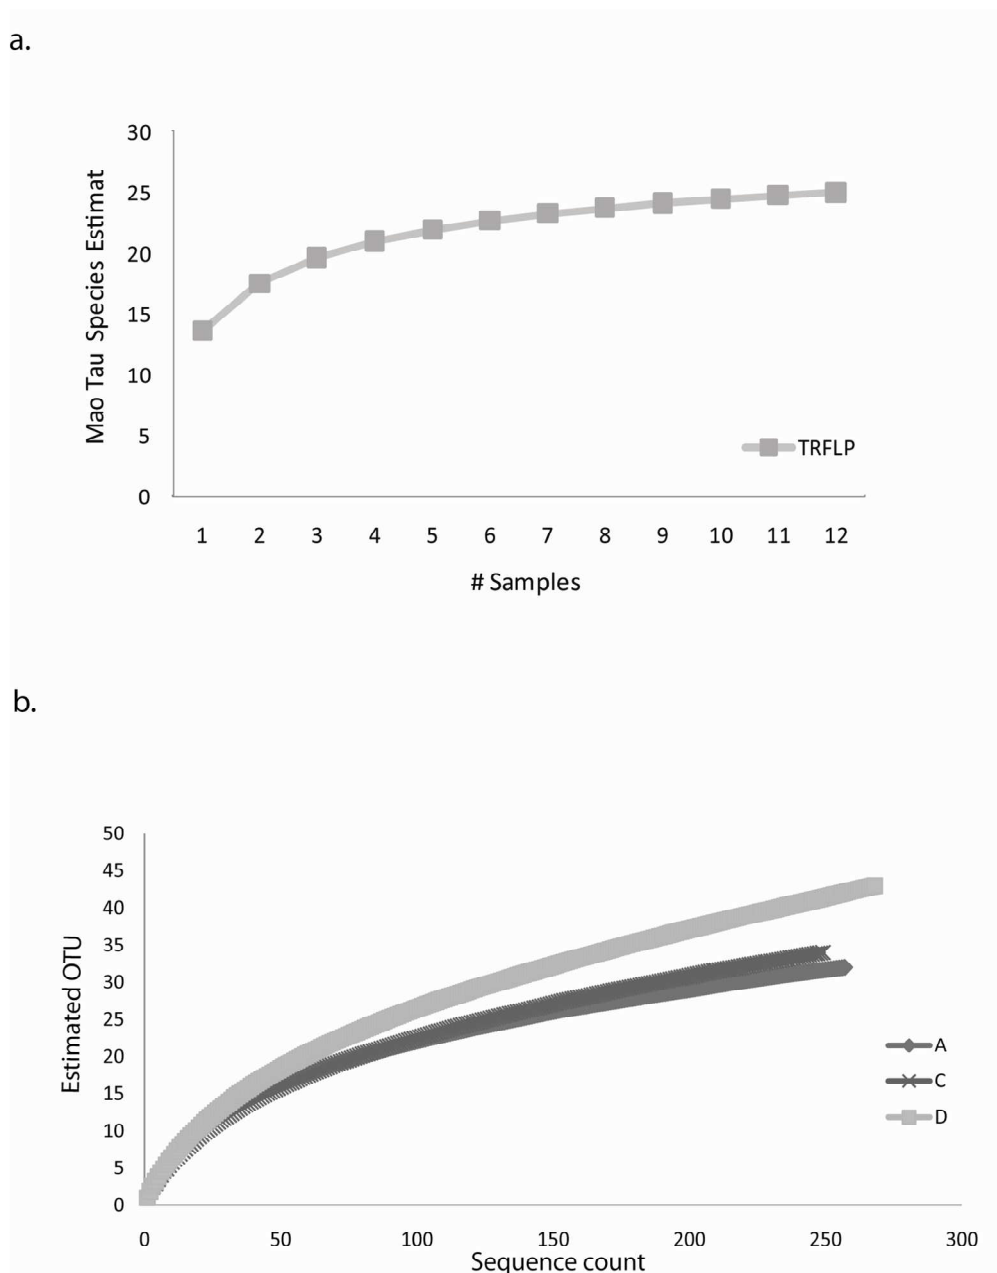 a.
30
25
20
15
10
5
0
Mao Tau Species Estimat
TRFLP
1 2 3 4 5 6 7 8 9 10 11 12
# Samples
b.
50
45
40
35
30
25
20
15
10
5
0
Estimated OTU
A
C
D
0 50 100 150 200 250 300
Sequence count